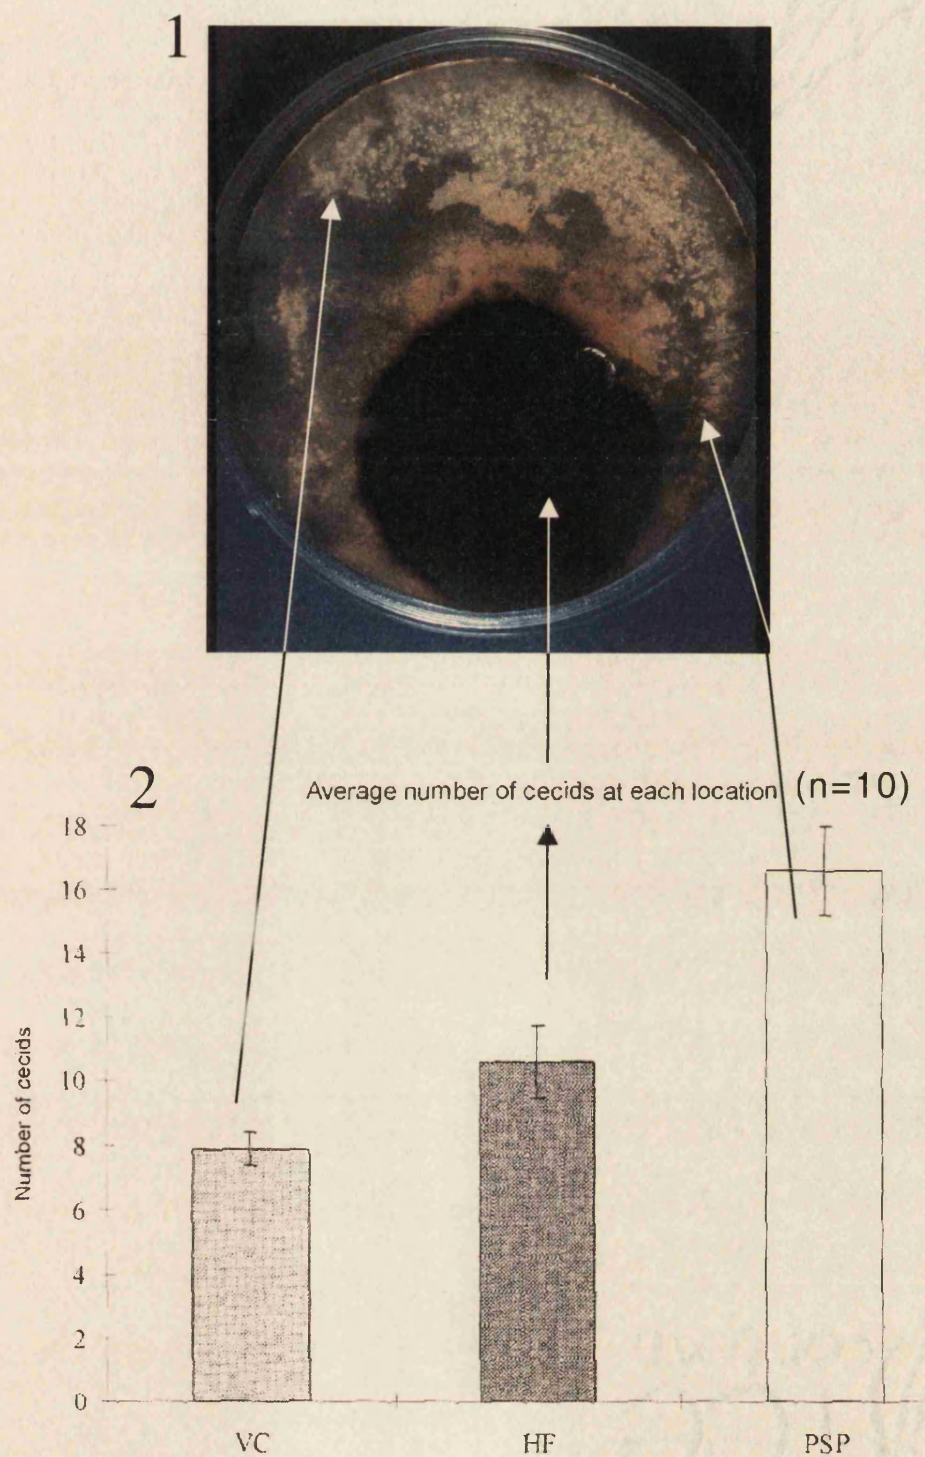 1
2
Average number of cecids at each location (n=10)
18
16
14
12
10
8
6
4
2
0
Number of cecids
VC
HF
PSP